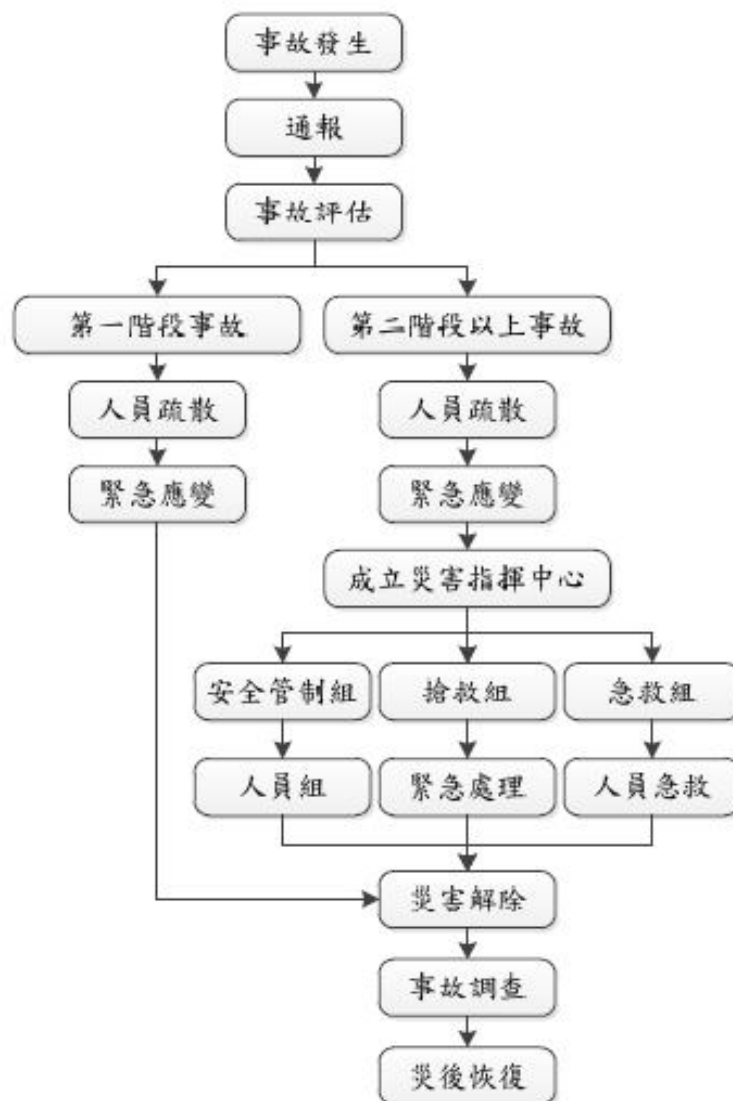 事故發生
通報
事故評估
第一階段事故
第二階段以上事故
人員疏散
人員疏散
緊急應變
緊急應變
成立災害指揮中心
安全管制組
搶救組
急救組
人員組
緊急處理
人員急救
災害解除
事故調查
災後恢復